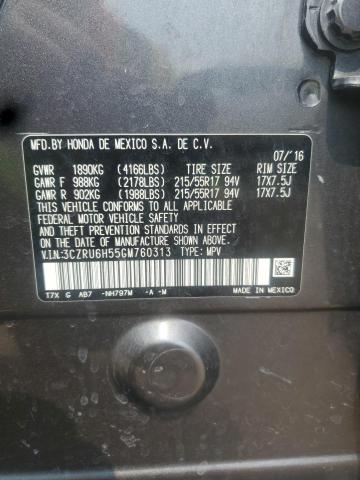 MFD.BY HONDA DE MEXICO S.A. DE C.V.
07/'16
GVWR 1890KG (4166LBS) TIRE SIZE RIM SIZE
GAWR F 988KG (2178LBS) 215/55R17 94V 17X7.5J
GAWR R 902KG (1988LBS) 215/55R17 94V 17X7.5J
THIS VEHICLE CONFORMS TO ALL APPLICABLE
FEDERAL MOTOR VEHICLE SAFETY STANDARDS IN
EFFECT ON THE DATE OF MANUFACTURE SHOWN ABOVE.
V.I.N:3CZRU6H55GM760313 TYPE: MPV
T7X G AB7 -NH797M -A -M MADE IN MEXICO